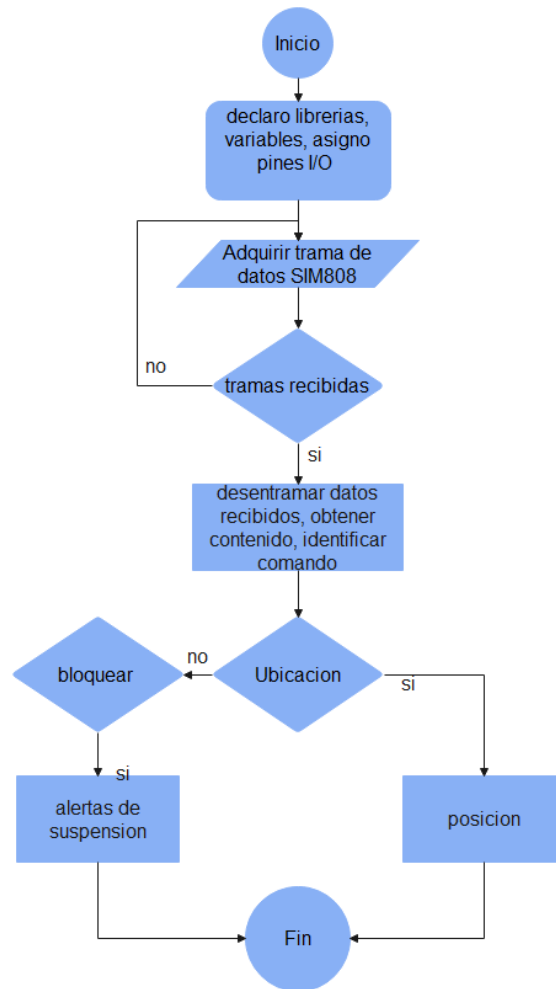 Inicio
declaro librerias,
variables, asigno
pines I/O
Adquirir trama de
datos SIM808
no
tramas recibidas
si
desentramar datos
recibidos, obtener
contenido, identificar
comando
no
bloquear
Ubicacion
si
si
alertas de
suspension
posicion
Fin